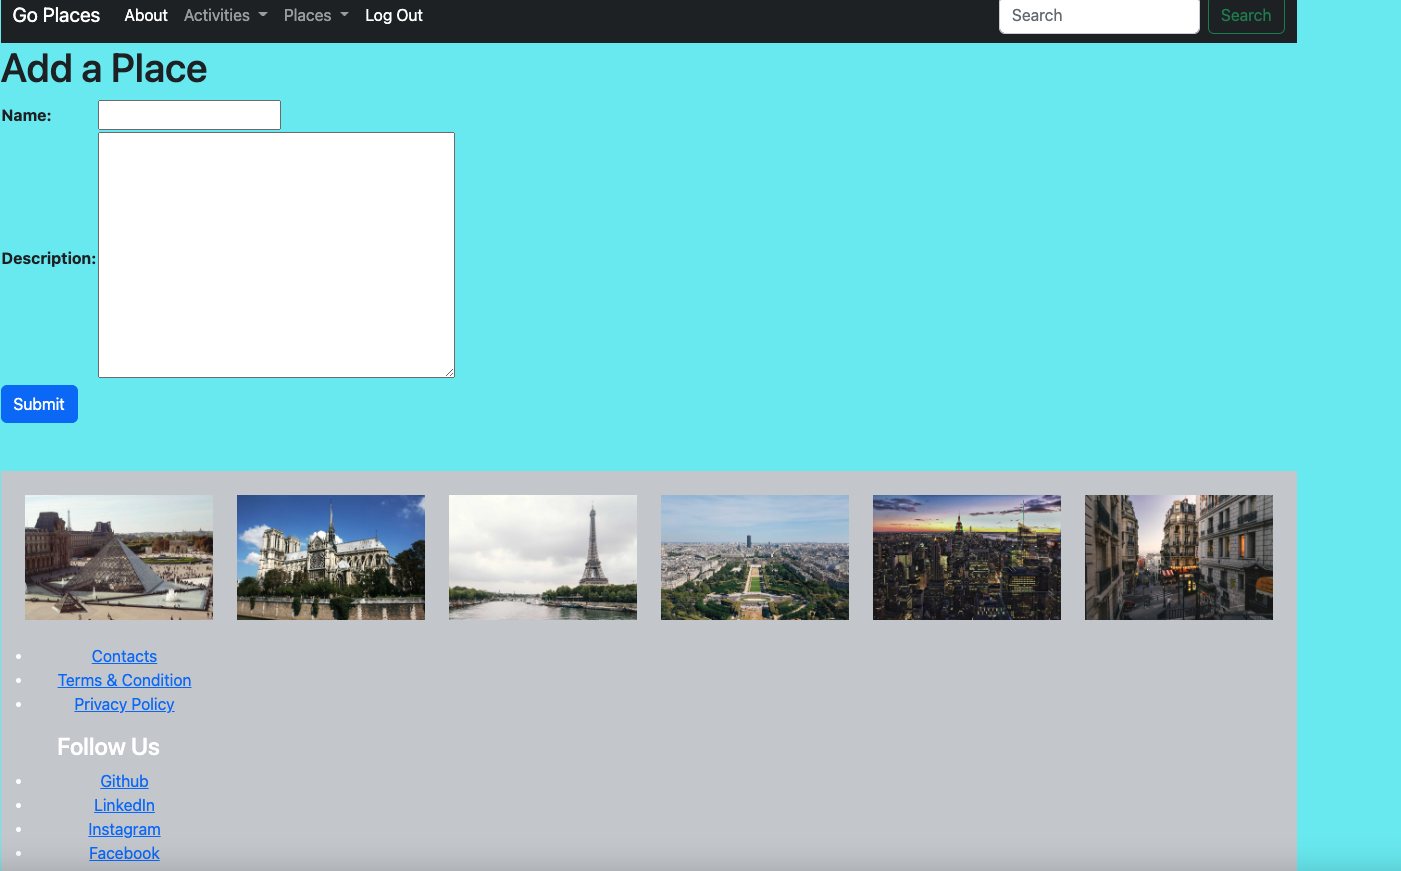 Go Places About Activities Places Log Out Search Search
Add a Place
Name:
Description:
Submit
Contacts
Terms & Condition
Privacy Policy
Follow Us
Github
LinkedIn
Instagram
Facebook